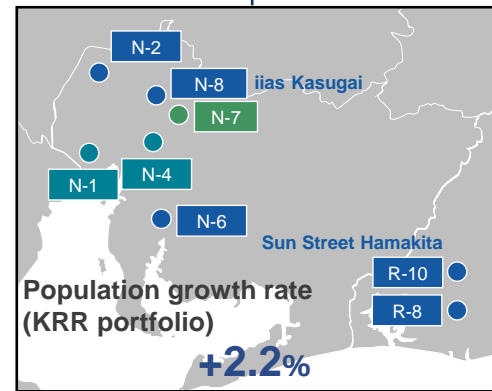 N-2
N-8 iias Kasugai
N-7
N-4
N-1
N-6
Sun Street Hamakita
R-10
R-8
Population growth rate
(KRR portfolio)
+2.2%